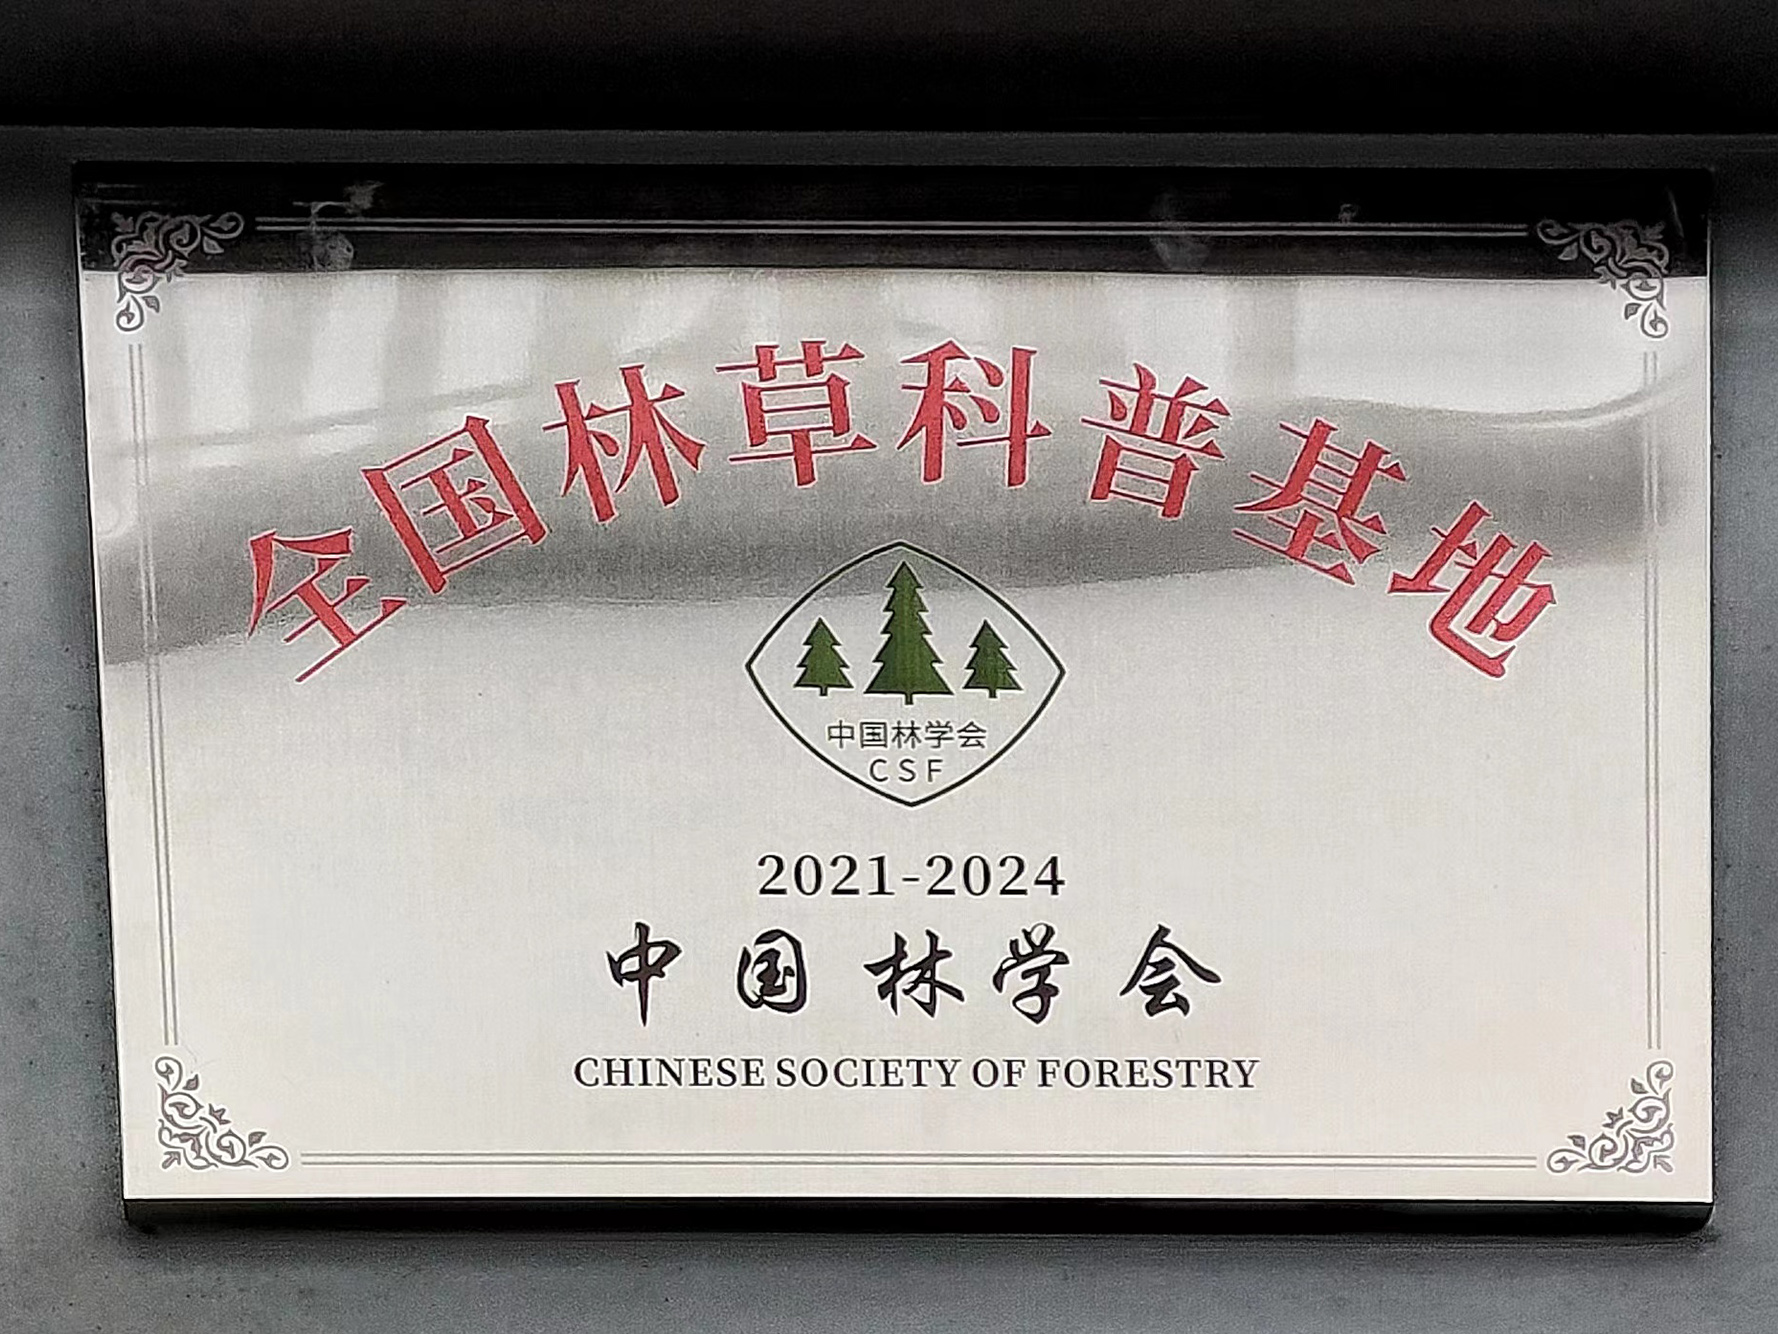 全国林草科普基地
中国林学会
CSF
2021-2024
中国林学会
CHINESE SOCIETY OF FORESTRY